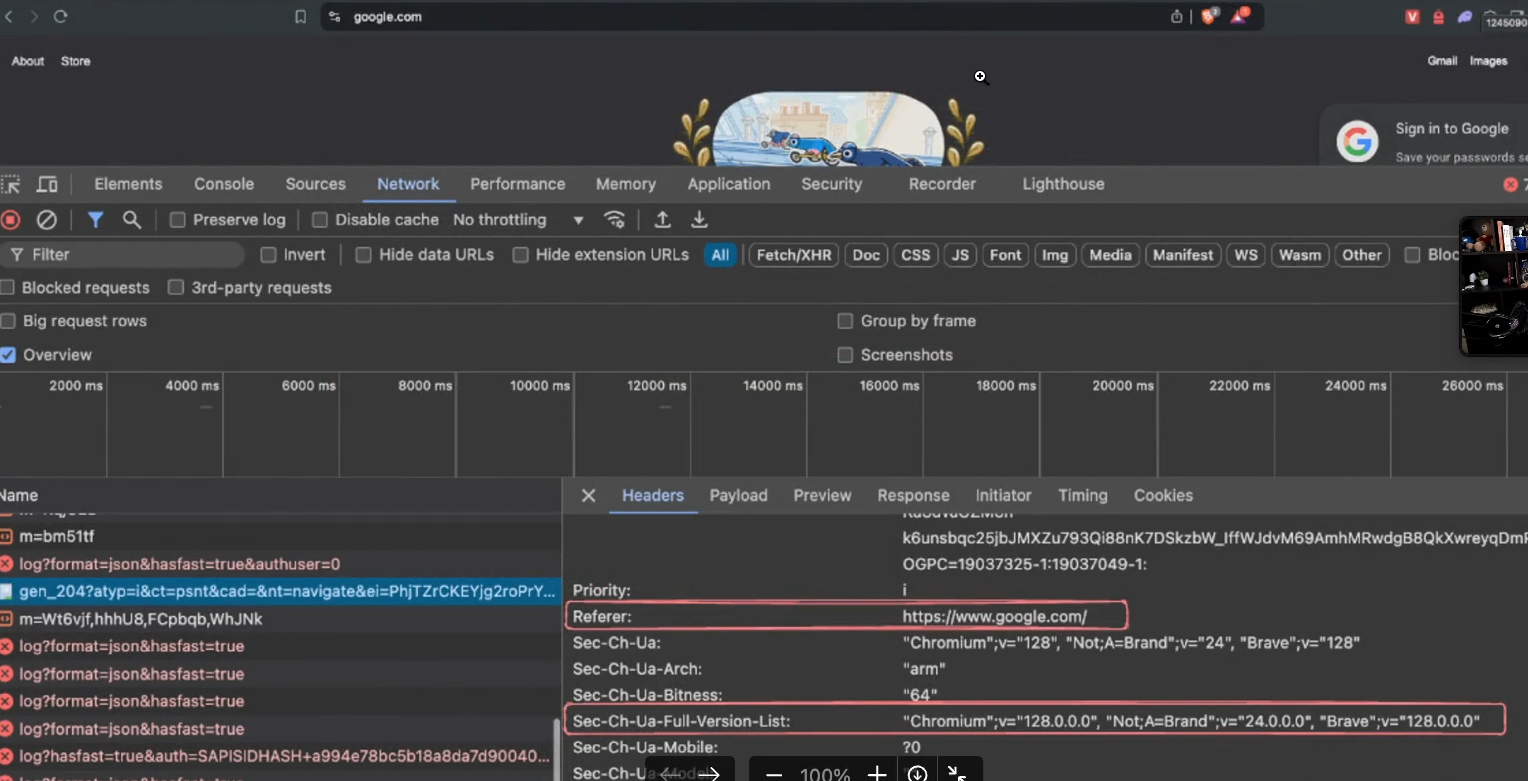 google.com
1245090
About Store
Gmail Images
Sign in to Google
Save your passwords se
Elements Console Sources Network Performance Memory Application Security Recorder Lighthouse
7
Preserve log Disable cache No throttling
Filter Invert Hide data URLs Hide extension URLs All Fetch/XHR Doc CSS JS Font Img Media Manifest WS Wasm Other Bloc
Blocked requests 3rd-party requests
Big request rows Group by frame
Overview Screenshots
2000 ms 4000 ms 6000 ms 8000 ms 10000 ms 12000 ms 14000 ms 16000 ms 18000 ms 20000 ms 22000 ms 24000 ms 26000 ms
Name
m=bm51tf
log?format=json&hasfast=true&authuser=0
gen_204?atyp=i&ct=psnt&cad=&nt=navigate&ei=PhjTZrCKEYjg2roPrY...
m=Wt6vjf,hhhU8,FCpbqb,WhJNk
log?format=json&hasfast=true
log?format=json&hasfast=true
log?format=json&hasfast=true
log?format=json&hasfast=true
log?hasfast=true&auth=SAPISIDHASH+a994e78bc5b18a8da7d90040...
Headers Payload Preview Response Initiator Timing Cookies
k6unsbqc25jbJMXZu793Qi88nK7DSkzbW_IffWJdvM69AmhMRwdgB8QkXwreyqDmF
OGPC=19037325-1:19037049-1:
Priority: i
Referer: https://www.google.com/
Sec-Ch-Ua: "Chromium";v="128", "Not;A=Brand";v="24", "Brave";v="128"
Sec-Ch-Ua-Arch: "arm"
Sec-Ch-Ua-Bitness: "64"
Sec-Ch-Ua-Full-Version-List: "Chromium";v="128.0.0.0", "Not;A=Brand";v="24.0.0.0", "Brave";v="128.0.0.0"
Sec-Ch-Ua-Mobile: ?0
100%